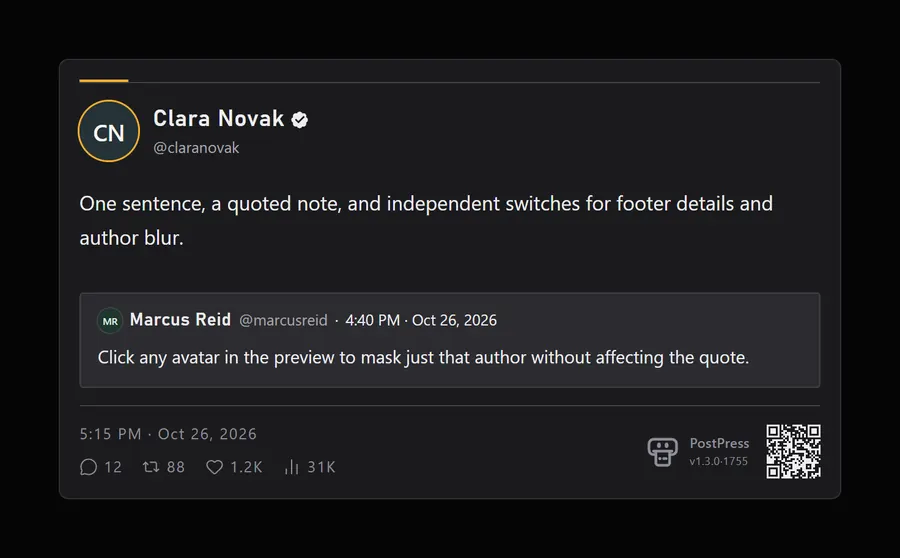 CN
Clara Novak
@claranovak
One sentence, a quoted note, and independent switches for footer details and
author blur.
MR Marcus Reid @marcusreid · 4:40 PM · Oct 26, 2026
Click any avatar in the preview to mask just that author without affecting the quote.
5:15 PM · Oct 26, 2026
12 88 1.2K 31K
PostPress
v1.3.0·1755